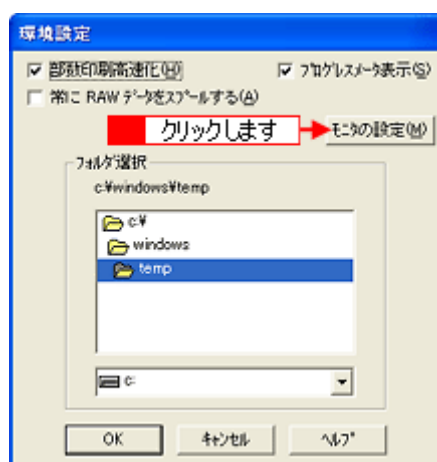 環境設定
部数印刷高速化(H)
ﾌﾟﾛｸﾞﾚｽﾒｰﾀ表示(S)
常に RAW ﾃﾞｰﾀをｽﾌﾟｰﾙする(A)
クリックします
ﾓﾆﾀの設定(M)
ﾌｫﾙﾀﾞ選択
c:¥windows¥temp
c:¥
windows
temp
c:
OK
ｷｬﾝｾﾙ
ﾍﾙﾌﾟ